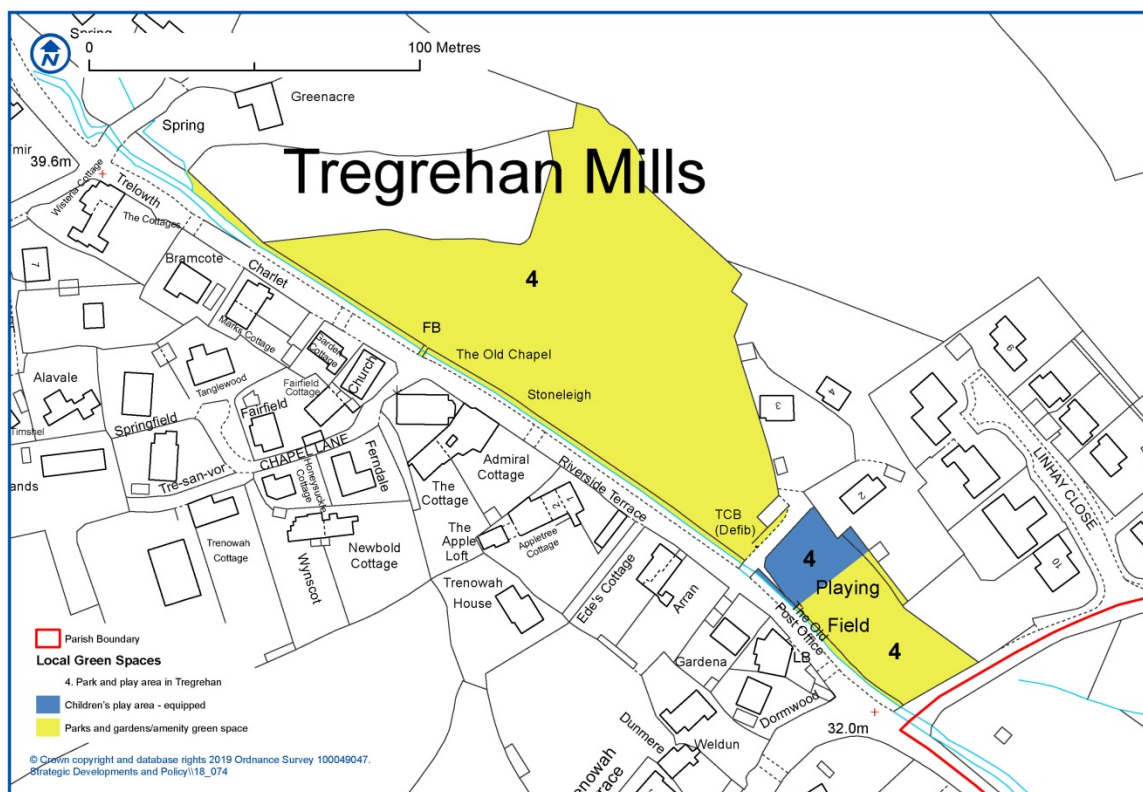 Spring
N
0
100 Metres
Greenacre
Spring
39.6m
Wisteria Cottage
Trelowth
The Cottages
Tregrehan Mills
7
Bramcote
Charlet
4
Marks Cottage
FB
The Old Chapel
Garden
Cottage
Church
Stoneleigh
Alavale
Tanglewood
Fairfield
Cottage
Fairfield
Timshel
Springfield
CHAPEL LANE
Tre-san-vor
Honeysuckle
Cottage
Ferndale
The
Cottage
Admiral
Cottage
Riverside Terrace
3
4
6
2
LINHAY CLOSE
10
TCB
(Defib)
The Apple
Loft
1
2
Appletree
Cottage
Trenowah
Cottage
Wynscot
Newbold
Cottage
Trenowah
House
Ede's Cottage
Arran
4
Playing
Field
4
The Old
Post Office
Gardena
LB
Dormwood
32.0m
Dunmere
Weldun
Parish Boundary
Local Green Spaces
4. Park and play area in Tregrehan
Children's play area - equipped
Parks and gardens/amenity green space
© Crown copyright and database rights 2019 Ordnance Survey 100049047.
Strategic Developments and Policy\\18_074